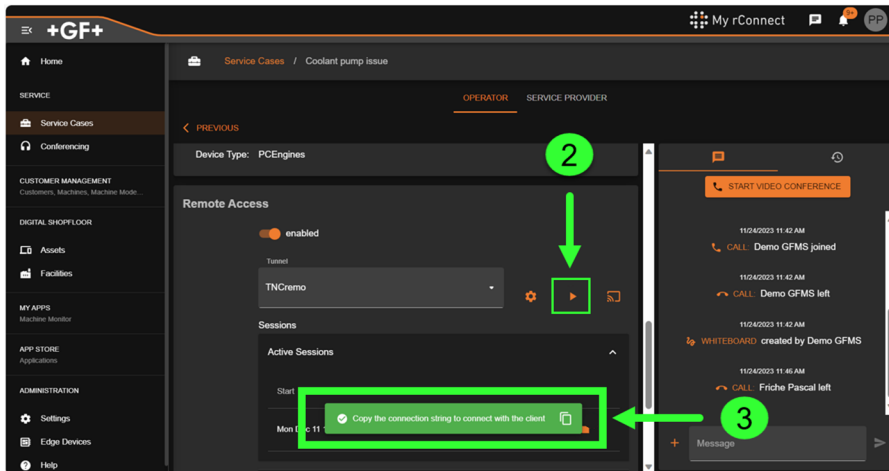 +GF+
My rConnect
9+
PP
Home
Service Cases / Coolant pump issue
SERVICE
OPERATOR SERVICE PROVIDER
Service Cases
PREVIOUS
Conferencing
Device Type: PCEngines
2
CUSTOMER MANAGEMENT
Customers, Machines, Machine Mode...
START VIDEO CONFERENCE
Remote Access
DIGITAL SHOPFLOOR
enabled
11/24/2023 11:42 AM
CALL: Demo GFMS joined
Assets
Tunnel
Facilities
TNCremo
11/24/2023 11:42 AM
CALL: Demo GFMS left
MY APPS
Machine Monitor
Sessions
11/24/2023 11:42 AM
WHITEBOARD created by Demo GFMS
APP STORE
Applications
Active Sessions
11/24/2023 11:46 AM
CALL: Friche Pascal left
ADMINISTRATION
Start
Settings
Copy the connection string to connect with the client
3
Mon Dec 11
Edge Devices
Message
Help